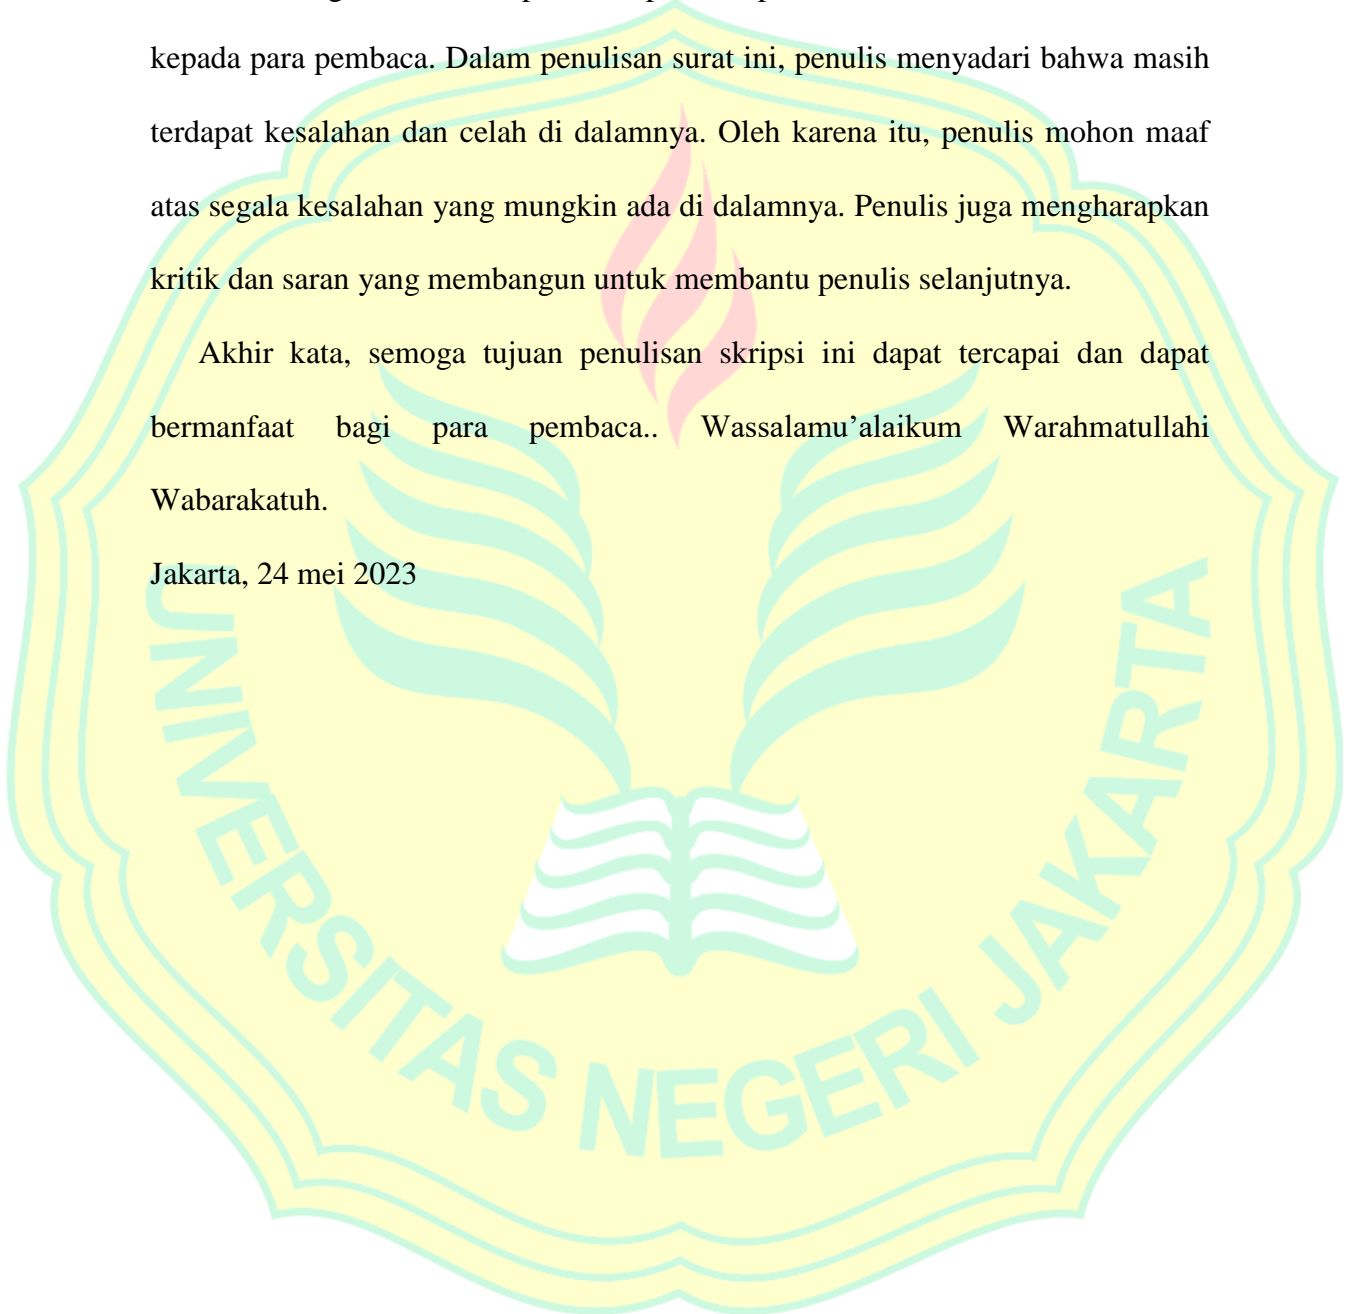 kepada para pembaca. Dalam penulisan surat ini, penulis menyadari bahwa masih
terdapat kesalahan dan celah di dalamnya. Oleh karena itu, penulis mohon maaf
atas segala kesalahan yang mungkin ada di dalamnya. Penulis juga mengharapkan
kritik dan saran yang membangun untuk membantu penulis selanjutnya.
Akhir kata, semoga tujuan penulisan skripsi ini dapat tercapai dan dapat
bermanfaat bagi para pembaca.. Wassalamu’alaikum Warahmatullahi
Wabarakatuh.
Jakarta, 24 mei 2023
UNIVERSITAS NEGERI JAKARTA